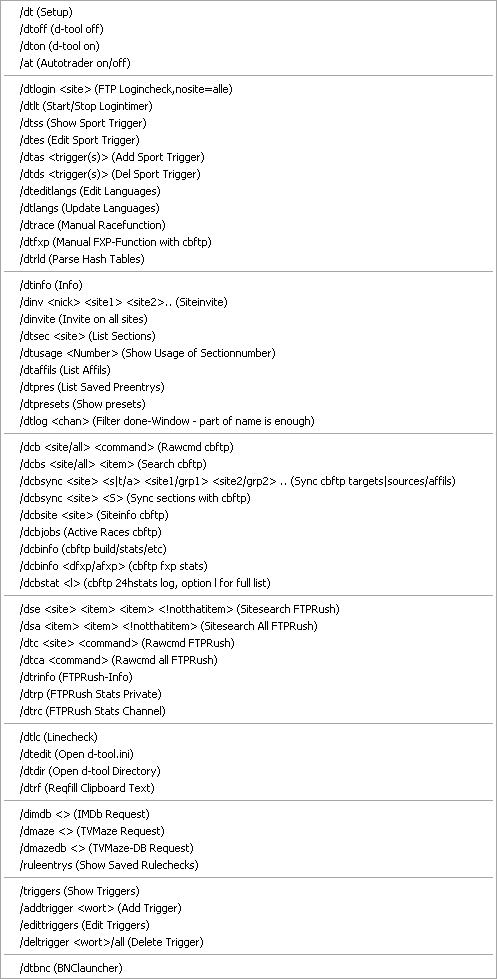 /dt (Setup)
/dtoff (d-tool off)
/dton (d-tool on)
/at (Autotrader on/off)
/dtlogin <site> (FTP Logincheck,nosite=alle)
/dtlt (Start/Stop Logintimer)
/dtss (Show Sport Trigger)
/dtes (Edit Sport Trigger)
/dtas <trigger(s)> (Add Sport Trigger)
/dtds <trigger(s)> (Del Sport Trigger)
/dteditlangs (Edit Languages)
/dtlangs (Update Languages)
/dtrace (Manual Racefunction)
/dtfxp (Manual FXP-Function with cbftp)
/dtrld (Parse Hash Tables)
/dtinfo (Info)
/dinv <nick> <site1> <site2>.. (Siteinvite)
/dinvite (Invite on all sites)
/dtsec <site> (List Sections)
/dtusage <Number> (Show Usage of Sectionnumber)
/dtaffils (List Affils)
/dtpres (List Saved Preentrys)
/dtpresets (Show presets)
/dtlog <chan> (Filter done-Window - part of name is enough)
/dcb <site/all> <command> (Rawcmd cbftp)
/dcbs <site/all> <item> (Search cbftp)
/dcbsync <site> <s|t/a> <site1/grp1> <site2/grp2> .. (Sync cbftp targets|sources/affils)
/dcbsync <site> <S> (Sync sections with cbftp)
/dcbsite <site> (Siteinfo cbftp)
/dcbjobs (Active Races cbftp)
/dcbinfo (cbftp build/stats/etc)
/dcbinfo <dfxp/afxp> (cbftp fxp stats)
/dcbstat <l> (cbftp 24hstats log, option l for full list)
/dse <site> <item> <item> <!notthatitem> (Sitesearch FTPRush)
/dsa <item> <item> <!notthatitem> (Sitesearch All FTPRush)
/dtc <site> <command> (Rawcmd FTPRush)
/dtca <command> (Rawcmd all FTPRush)
/dtrinfo (FTPRush-Info)
/dtrp (FTPRush Stats Private)
/dtrc (FTPRush Stats Channel)
/dtlc (Linecheck)
/dtedit (Open d-tool.ini)
/dtdir (Open d-tool Directory)
/dtrf (Reqfill Clipboard Text)
/dimdb <> (IMDb Request)
/dmaze <> (TVMaze Request)
/dmazedb <> (TVMaze-DB Request)
/ruleentrys (Show Saved Rulechecks)
/triggers (Show Triggers)
/addtrigger <wort> (Add Trigger)
/edittriggers (Edit Triggers)
/deltrigger <wort>/all (Delete Trigger)
/dtbnc (BNClauncher)